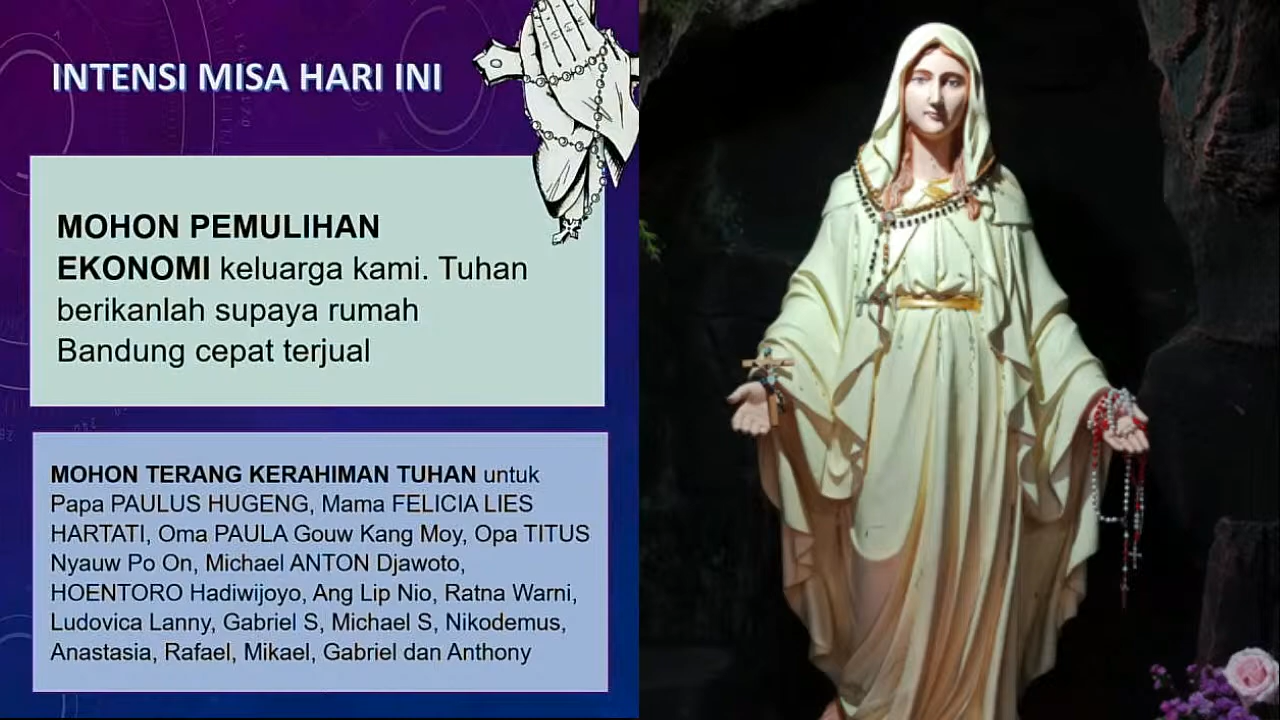 INTENSI MISA HARI INI
MOHON PEMULIHAN
EKONOMI keluarga kami. Tuhan
berikanlah supaya rumah
Bandung cepat terjual
MOHON TERANG KERAHIMAN TUHAN untuk
Papa PAULUS HUGENG, Mama FELICIA LIES
HARTATI, Oma PAULA Gouw Kang Moy, Opa TITUS
Nyauw Po On, Michael ANTON Djawoto,
HOENTORO Hadiwijoyo, Ang Lip Nio, Ratna Warni,
Ludovica Lanny, Gabriel S, Michael S, Nikodemus,
Anastasia, Rafael, Mikael, Gabriel dan Anthony